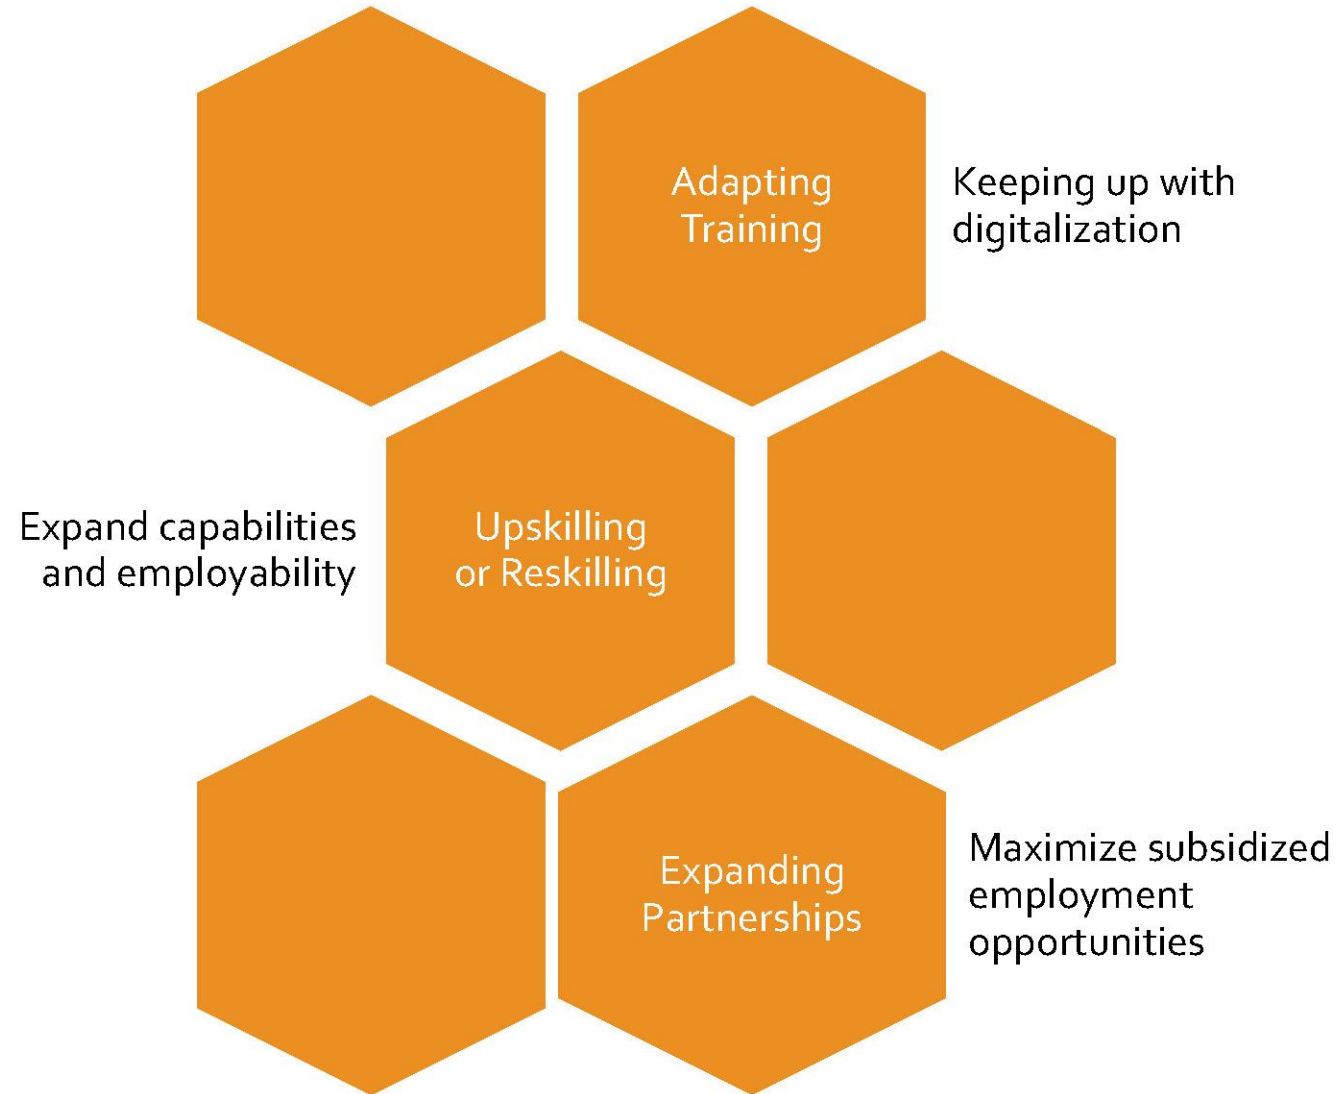 Adapting
Training
Keeping up with
digitalization
Expand capabilities
and employability
Upskilling
or Reskilling
Expanding
Partnerships
Maximize subsidized
employment
opportunities